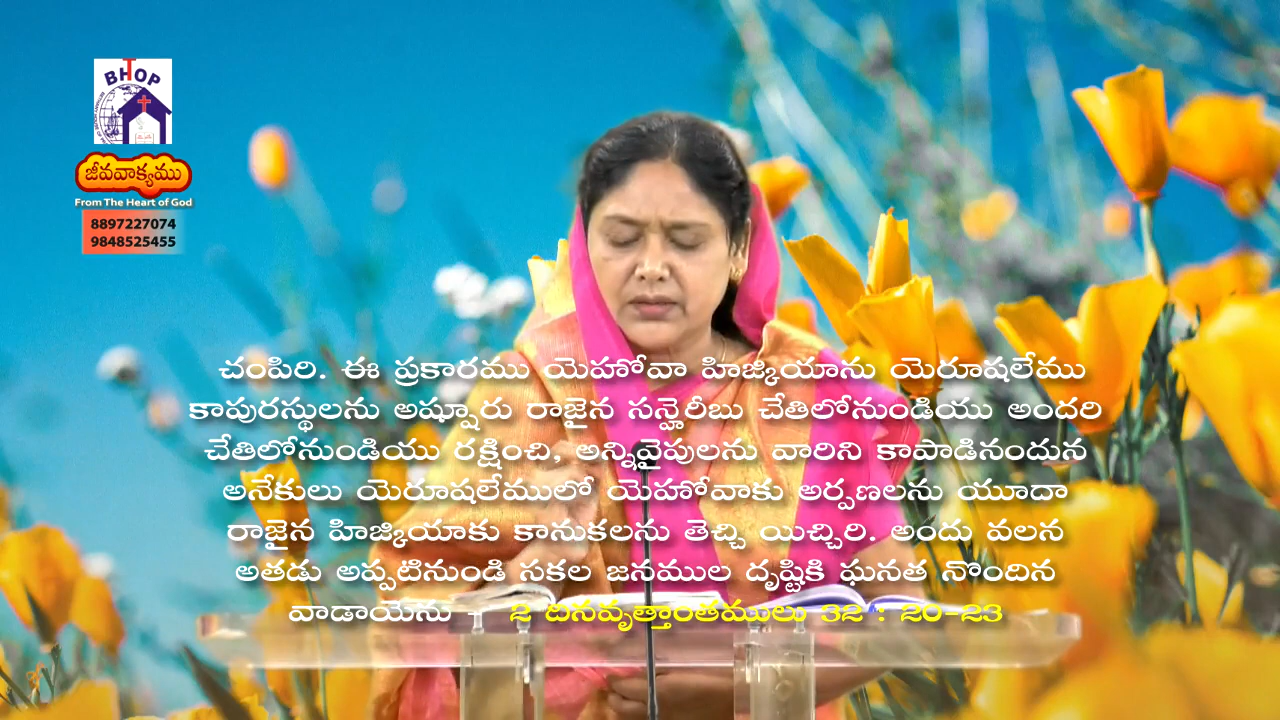 BHOP
జీవవాక్యము
From The Heart of God
8897227074
9848525455
చంపిరి. ఈ ప్రకారము యెహోవా హిజ్కియాను యెరూషలేము
కాపురస్థులను అష్షూరు రాజైన సన్హెరీబు చేతిలోనుండియు అందరి
చేతిలోనుండియు రక్షించి, అన్నివైపులను వారిని కాపాడినందున
అనేకులు యెరూషలేములో యెహోవాకు అర్పణలను యూదా
రాజైన హిజ్కియాకు కానుకలను తెచ్చి యిచ్చిరి. అందు వలన
అతడు అప్పటినుండి సకల జనముల దృష్టికి ఘనత నొందిన
వాడాయెను - 2 దినవృత్తాంతములు 32 : 20-23